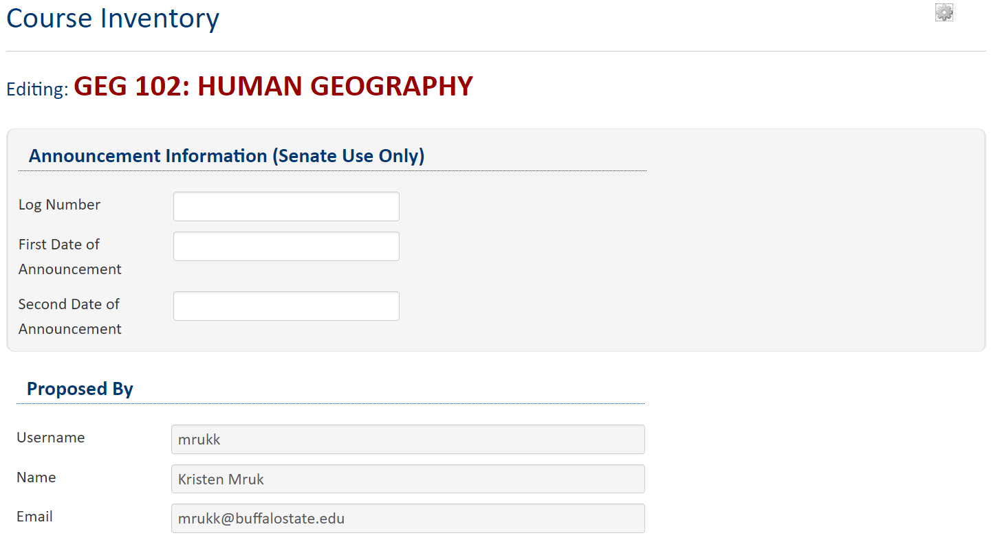 Course Inventory
Editing: GEG 102: HUMAN GEOGRAPHY
Announcement Information (Senate Use Only)
Log Number
First Date of
Announcement
Second Date of
Announcement
Proposed By
Username
mrukk
Name
Kristen Mruk
Email
mrukk@buffalostate.edu